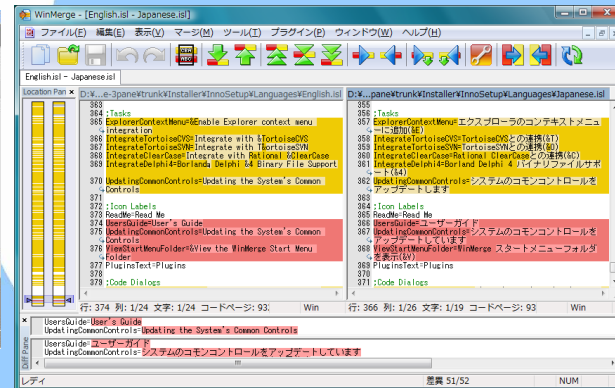 WinMerge - [English.isl - Japanese.isl]
ファイル(F) 編集(E) 表示(V) マージ(M) ツール(T) プラグイン(P) ウィンドウ(W) ヘルプ(H)
English.isl - Japanese.isl
Location Pan ×
D:¥...e-3pane¥trunk¥Installer¥InnoSetup¥Languages¥English.isl
363
364 ;Tasks
365 ExplorerContextMenu=&Enable Explorer context menu
integration
366 IntegrateTortoiseCVS=Integrate with &TortoiseCVS
367 IntegrateTortoiseSVN=Integrate with T&ortoiseSVN
368 IntegrateClearCase=Integrate with Rational &ClearCase
369 IntegrateDelphi4=Borland® Delphi &4 Binary File Support
370 UpdatingCommonControls=Updating the System's Common
Controls
371
372 ;Icon Labels
373 ReadMe=Read Me
374 UsersGuide=User's Guide
375 UpdatingCommonControls=Updating the System's Common
Controls
376 ViewStartMenuFolder=&View the WinMerge Start Menu
Folder
377 PluginsText=Plugins
378
379 ;Code Dialogs
D:¥...pane¥trunk¥Installer¥InnoSetup¥Languages¥Japanese.isl
355
356 ;Tasks
357 ExplorerContextMenu=エクスプローラのコンテキストメニュ
ーに追加(&E)
358 IntegrateTortoiseCVS=TortoiseCVSとの連携(&T)
359 IntegrateTortoiseSVN=TortoiseSVNとの連携(&O)
360 IntegrateClearCase=Rational ClearCaseとの連携(&C)
361 IntegrateDelphi4=Borland Delphi 4 バイナリファイルサポ
ート(&4)
362 UpdatingCommonControls=システムのコモンコントロールを
アップデートします
363
364 ;Icon Labels
365 ReadMe=Read Me
366 UsersGuide=ユーザーガイド
367 UpdatingCommonControls=システムのコモンコントロールを
アップデートしています
368 ViewStartMenuFolder=WinMerge スタートメニューフォルダ
を表示(&V)
369 PluginsText=Plugins
370
371 ;Code Dialogs
行: 374 列: 1/24 文字: 1/24 コードページ: 93: Win
行: 366 列: 1/26 文字: 1/19 コードページ: 93 Win
Diff Pane
UsersGuide=User's Guide
UpdatingCommonControls=Updating the System's Common Controls
UsersGuide=ユーザーガイド
UpdatingCommonControls=システムのコモンコントロールをアップデートしています
レディ 差異 51/52 NUM